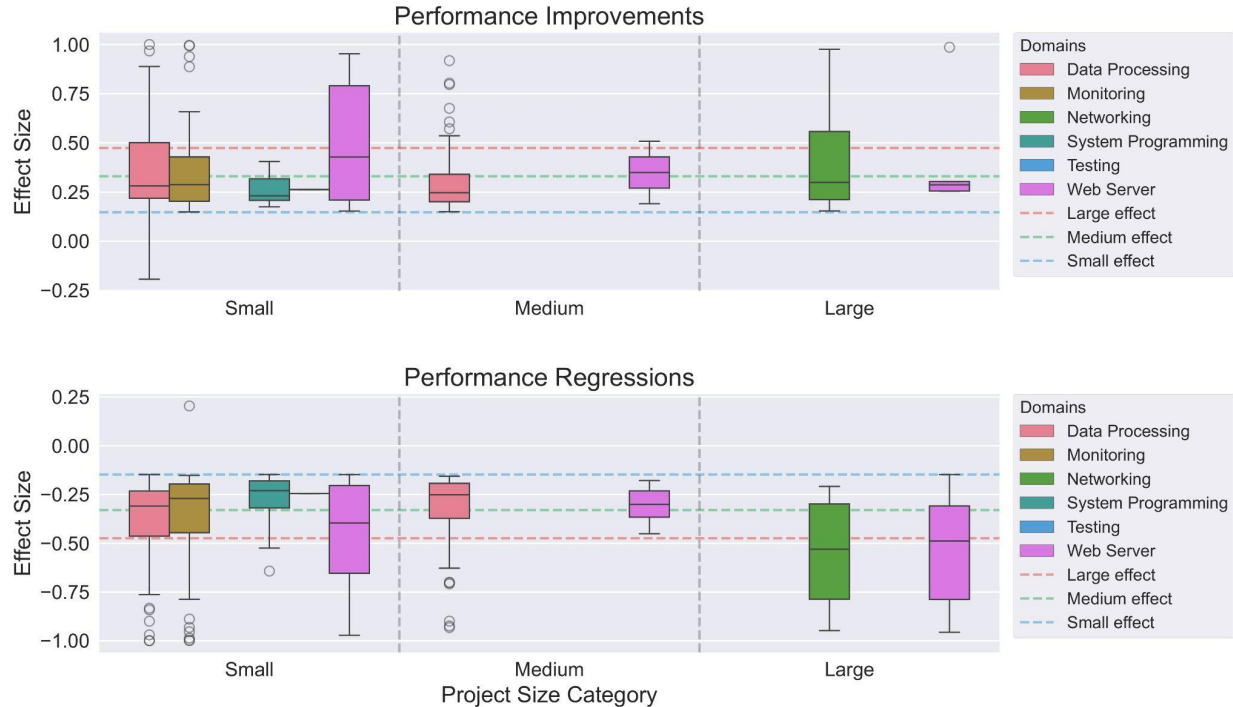 Performance Improvements
Effect Size
1.00
0.75
0.50
0.25
0.00
−0.25
Small
Medium
Large
Domains
Data Processing
Monitoring
Networking
System Programming
Testing
Web Server
Large effect
Medium effect
Small effect
Performance Regressions
Effect Size
0.25
0.00
−0.25
−0.50
−0.75
−1.00
Small
Medium
Large
Project Size Category
Domains
Data Processing
Monitoring
Networking
System Programming
Testing
Web Server
Large effect
Medium effect
Small effect